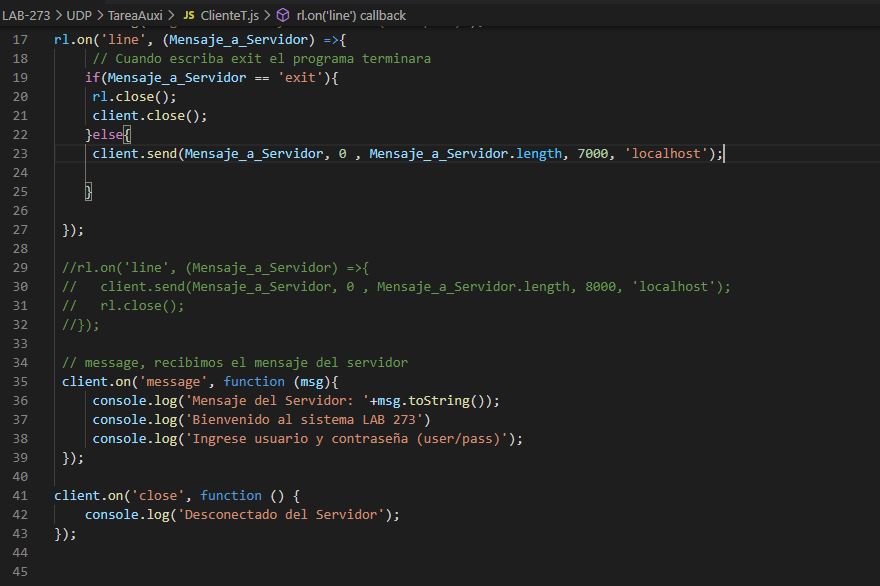 LAB-273 > UDP > TareaAuxi > JS ClienteT.js > rl.on('line') callback
17 rl.on('line', (Mensaje_a_Servidor) =>{
18 // Cuando escriba exit el programa terminara
19 if(Mensaje_a_Servidor == 'exit'){
20 rl.close();
21 client.close();
22 }else{
23 client.send(Mensaje_a_Servidor, 0 , Mensaje_a_Servidor.length, 7000, 'localhost');
24
25 }
26
27 });
28
29 //rl.on('line', (Mensaje_a_Servidor) =>{
30 //   client.send(Mensaje_a_Servidor, 0 , Mensaje_a_Servidor.length, 8000, 'localhost');
31 //   rl.close();
32 //});
33
34 // message, recibimos el mensaje del servidor
35 client.on('message', function (msg){
36 console.log('Mensaje del Servidor: '+msg.toString());
37 console.log('Bienvenido al sistema LAB 273')
38 console.log('Ingrese usuario y contraseña (user/pass)');
39 });
40
41 client.on('close', function () {
42 console.log('Desconectado del Servidor');
43 });
44
45